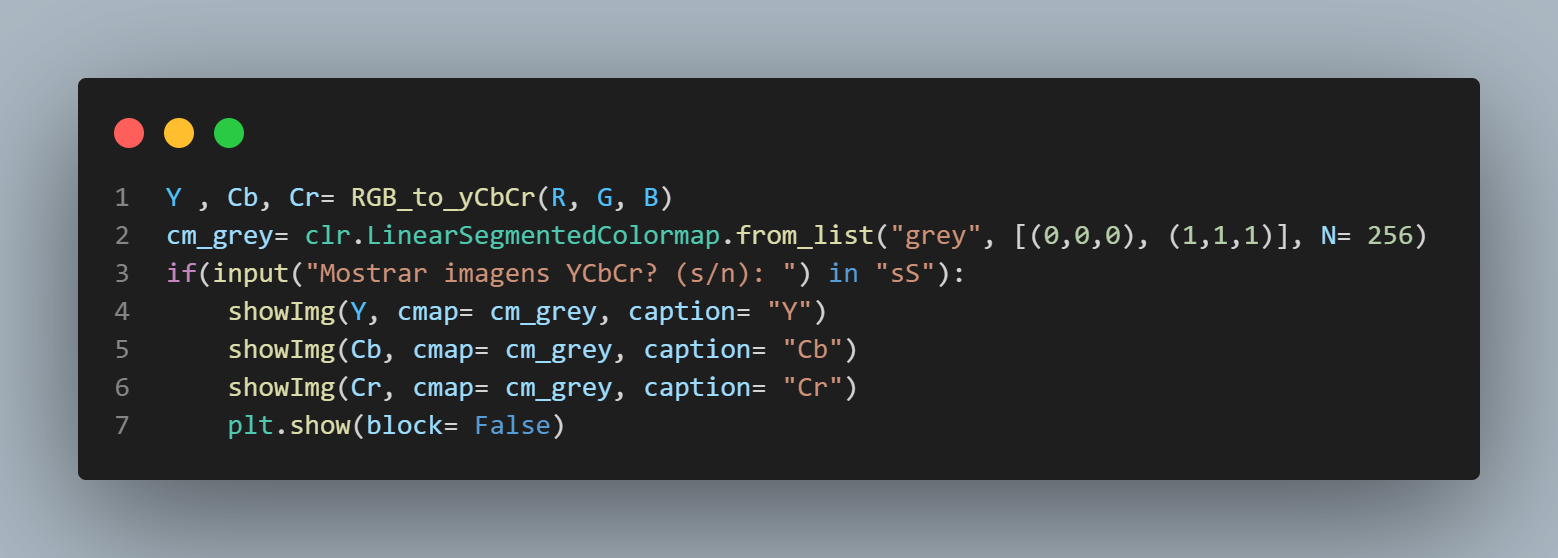 1 Y , Cb, Cr= RGB_to_yCbCr(R, G, B)
2 cm_grey= clr.LinearSegmentedColormap.from_list("grey", [(0,0,0), (1,1,1)], N= 256)
3 if(input("Mostrar imagens YCbCr? (s/n): ") in "sS"):
4     showImg(Y, cmap= cm_grey, caption= "Y")
5     showImg(Cb, cmap= cm_grey, caption= "Cb")
6     showImg(Cr, cmap= cm_grey, caption= "Cr")
7     plt.show(block= False)